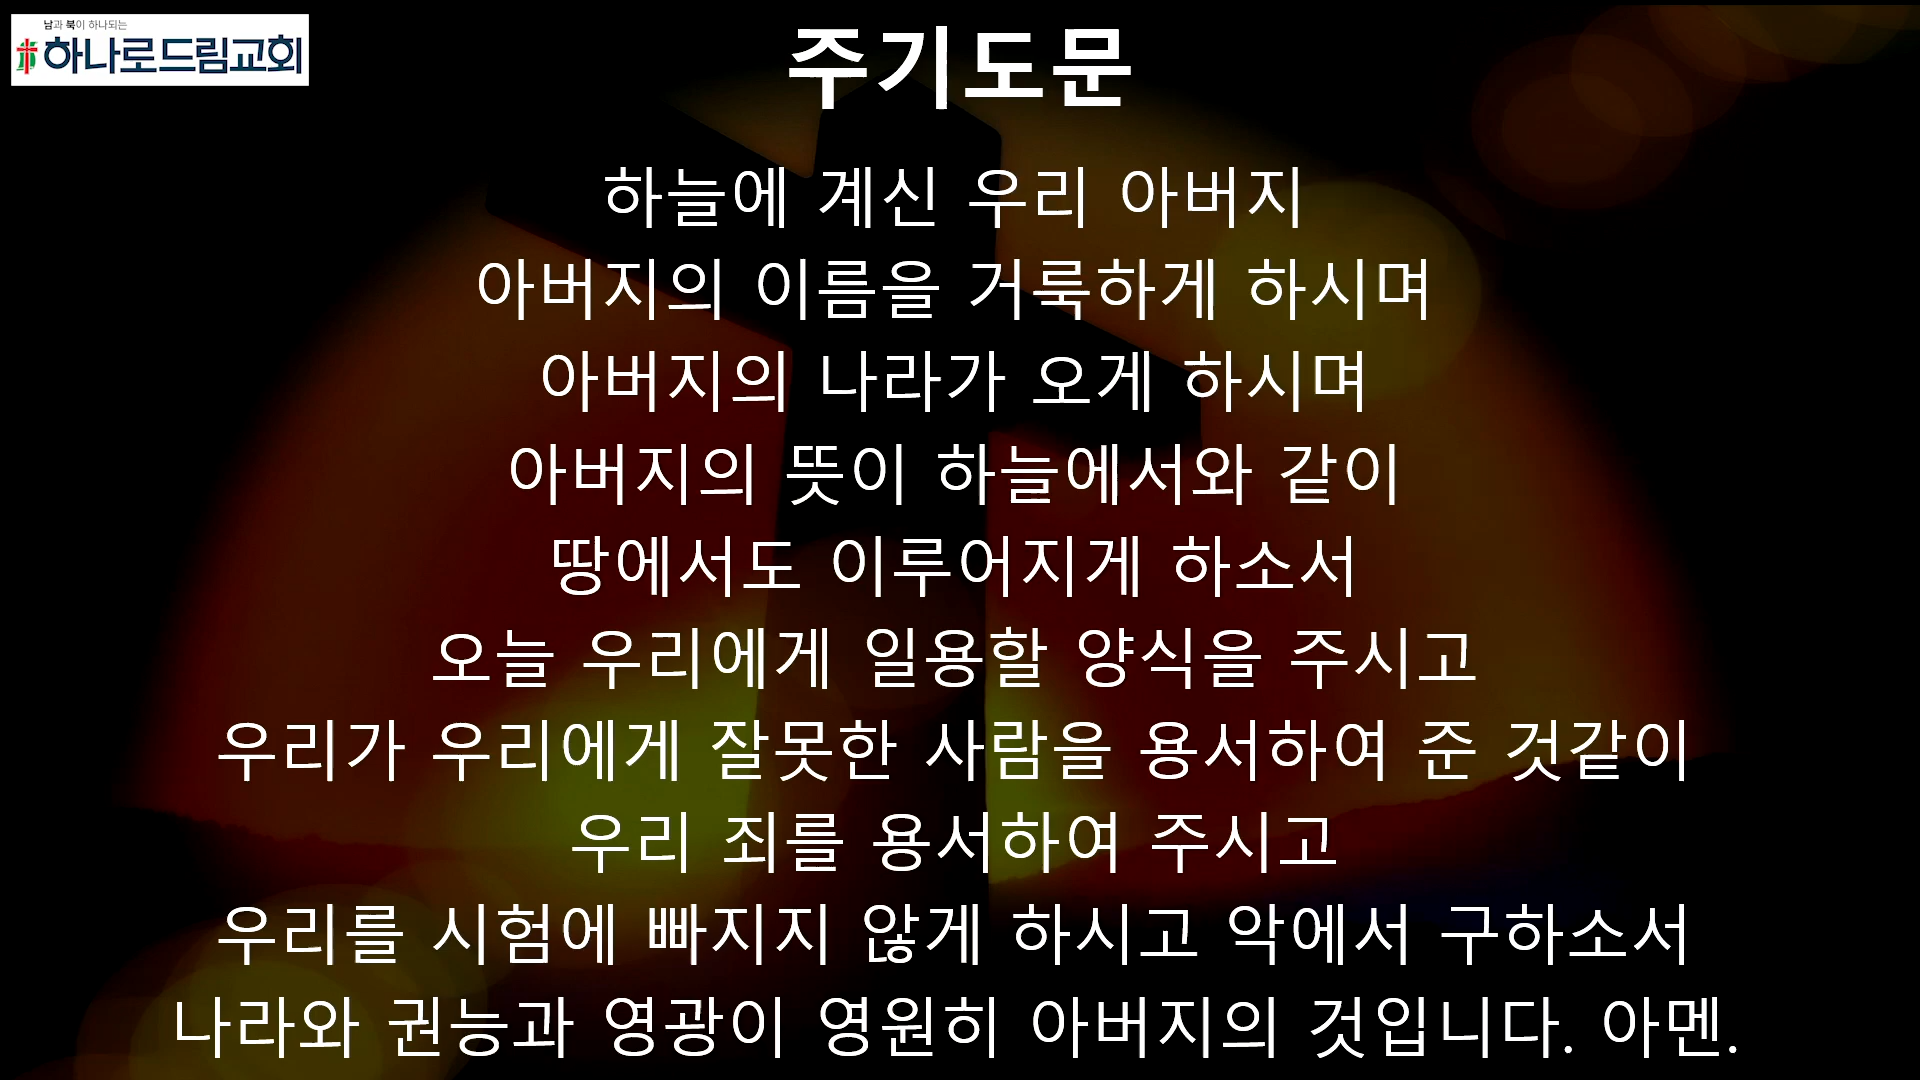 남과 북이 하나되는
하나로드림교회
주기도문
하늘에 계신 우리 아버지
아버지의 이름을 거룩하게 하시며
아버지의 나라가 오게 하시며
아버지의 뜻이 하늘에서와 같이
땅에서도 이루어지게 하소서
오늘 우리에게 일용할 양식을 주시고
우리가 우리에게 잘못한 사람을 용서하여 준 것같이
우리 죄를 용서하여 주시고
우리를 시험에 빠지지 않게 하시고 악에서 구하소서
나라와 권능과 영광이 영원히 아버지의 것입니다. 아멘.